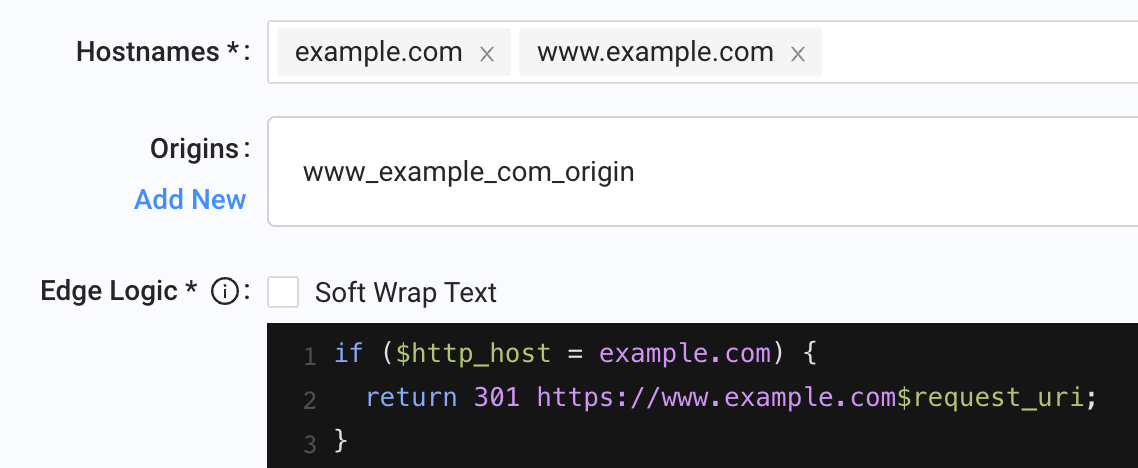 Hostnames *: example.com × www.example.com ×
Origins: www_example_com_origin
Add New
Edge Logic * i: Soft Wrap Text
1 if ($http_host = example.com) {
2 return 301 https://www.example.com$request_uri;
3 }